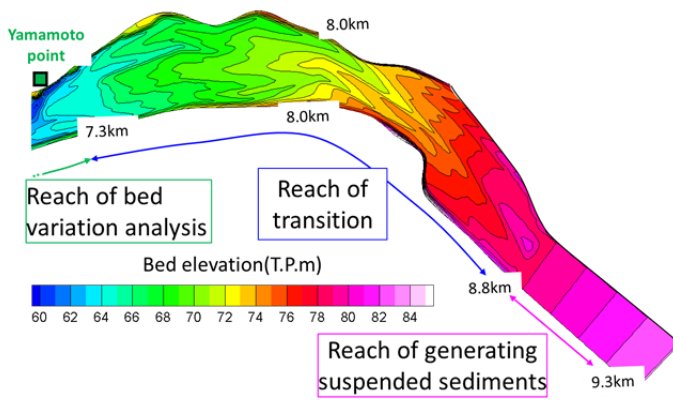 Yamamoto
point
8.0km
7.3km
8.0km
Reach of bed
variation analysis
Reach of
transition
Bed elevation(T.P.m)
60 62 64 66 68 70 72 74 76 78 80 82 84
8.8km
Reach of generating
suspended sediments
9.3km